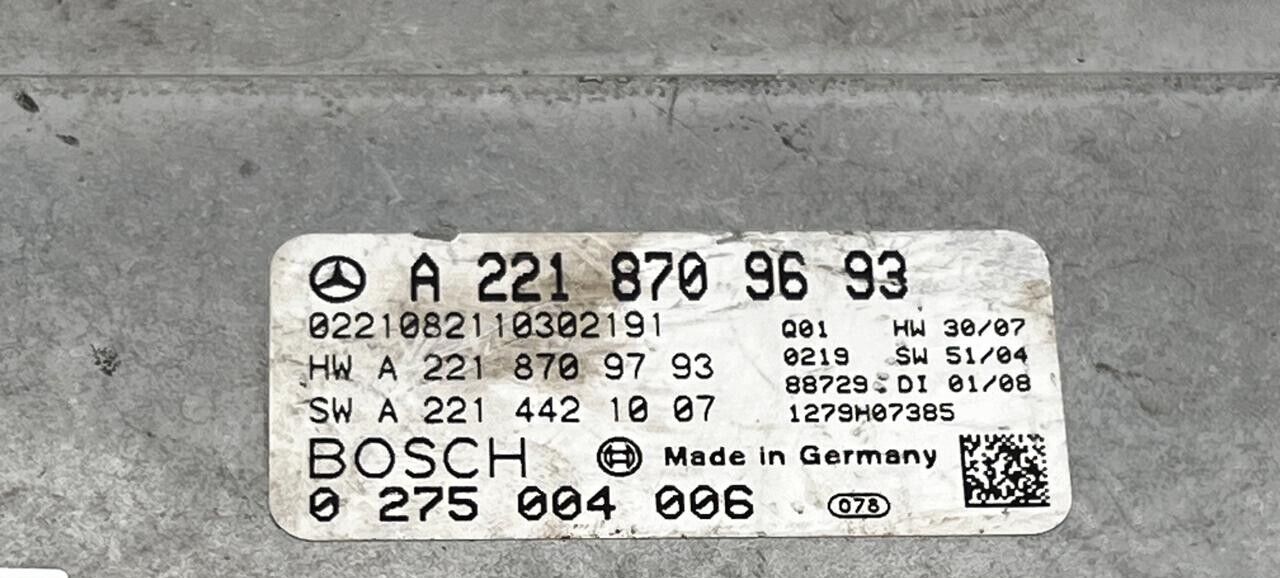 A 221 870 96 93
0221082110302191
HW A 221 870 97 93
SW A 221 442 10 07
Q01 HW 30/07
0219 SW 51/04
88729 DI 01/08
1279H07385
BOSCH Made in Germany
0 275 004 006 078